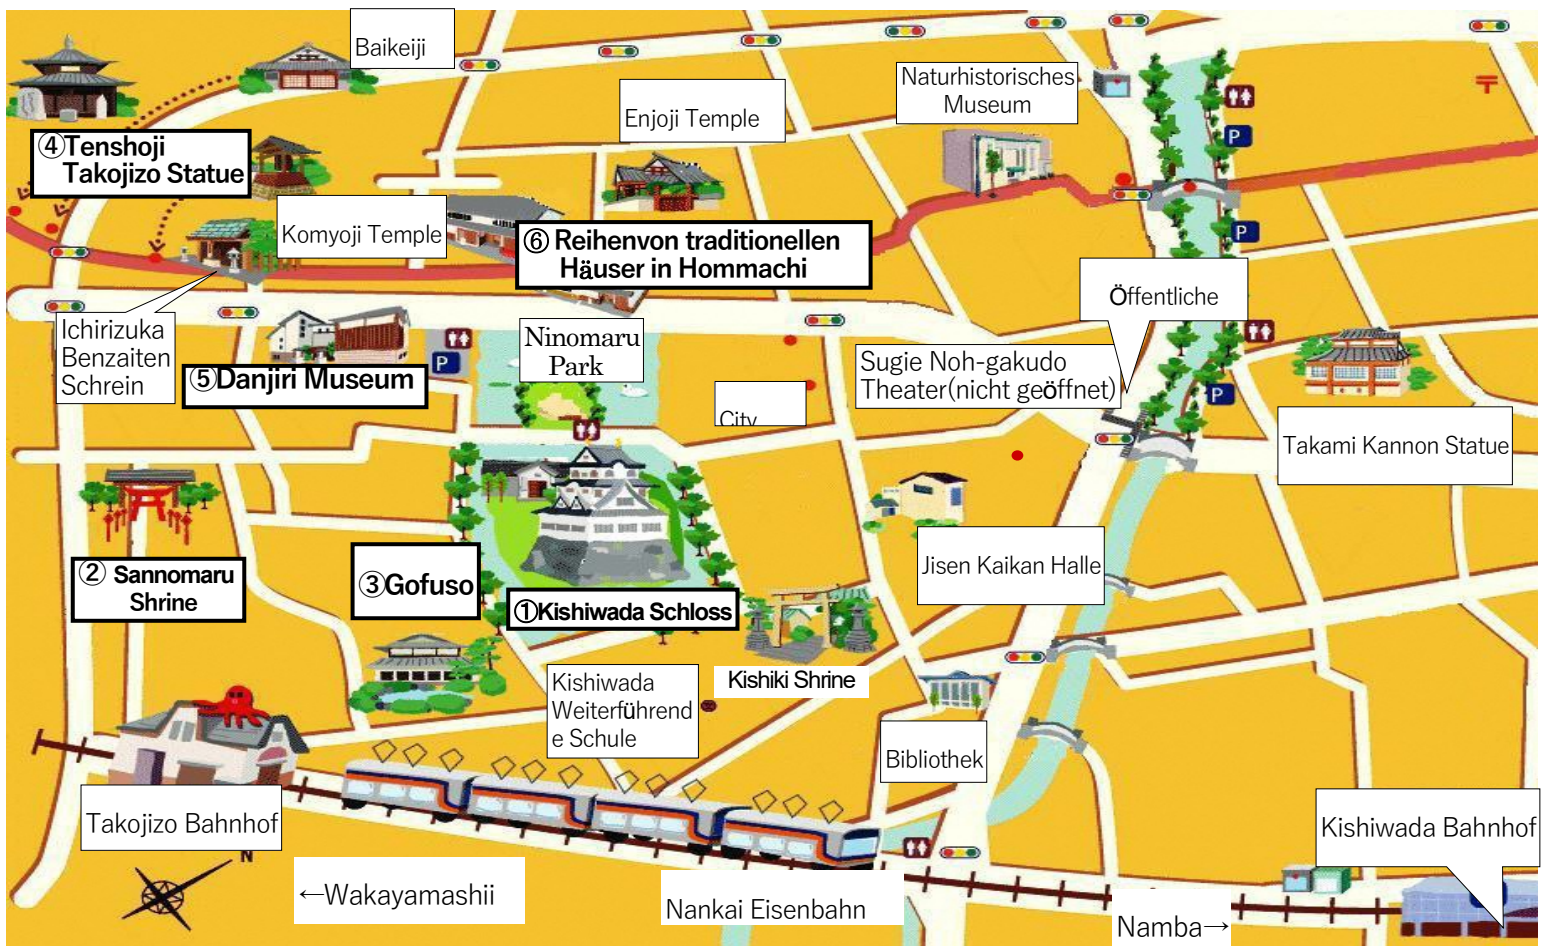 Baikeiji
Naturhistorisches
Museum
Enjoji Temple
④Tenshoji
Takojizo Statue
Komyoji Temple
⑥ Reihenvon traditionellen
Häuser in Hommachi
Öffentliche
Ichirizuka
Benzaiten
Schrein
Ninomaru
Park
⑤Danjiri Museum
Sugie Noh-gakudo
Theater(nicht geöffnet)
City
Takami Kannon Statue
② Sannomaru
Shrine
③Gofuso
①Kishiwada Schloss
Jisen Kaikan Halle
Kishiki Shrine
Kishiwada
Weiterführend
e Schule
Bibliothek
Takojizo Bahnhof
Kishiwada Bahnhof
N
←Wakayamashii
Nankai Eisenbahn
Namba→
P
P
P
P
〒